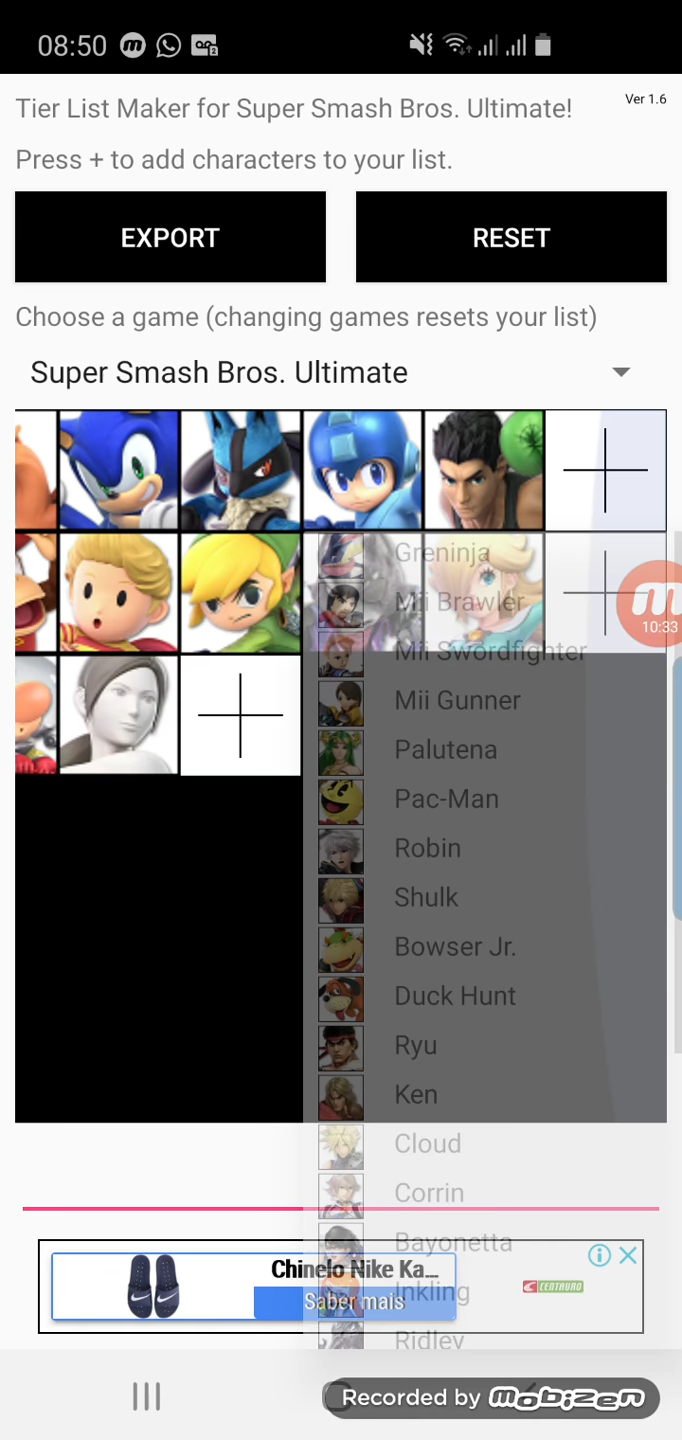 08:50
Tier List Maker for Super Smash Bros. Ultimate!
Ver 1.6
Press + to add characters to your list.
EXPORT
RESET
Choose a game (changing games resets your list)
Super Smash Bros. Ultimate
Greninja
Mii Brawler
10:33
Mii Swordfighter
Mii Gunner
Palutena
Pac-Man
Robin
Shulk
Bowser Jr.
Duck Hunt
Ryu
Ken
Cloud
Corrin
Bayonetta
Chinelo Nike Ka...
CENTAURO
Inkling
Saber mais
Ridley
Recorded by mobizen